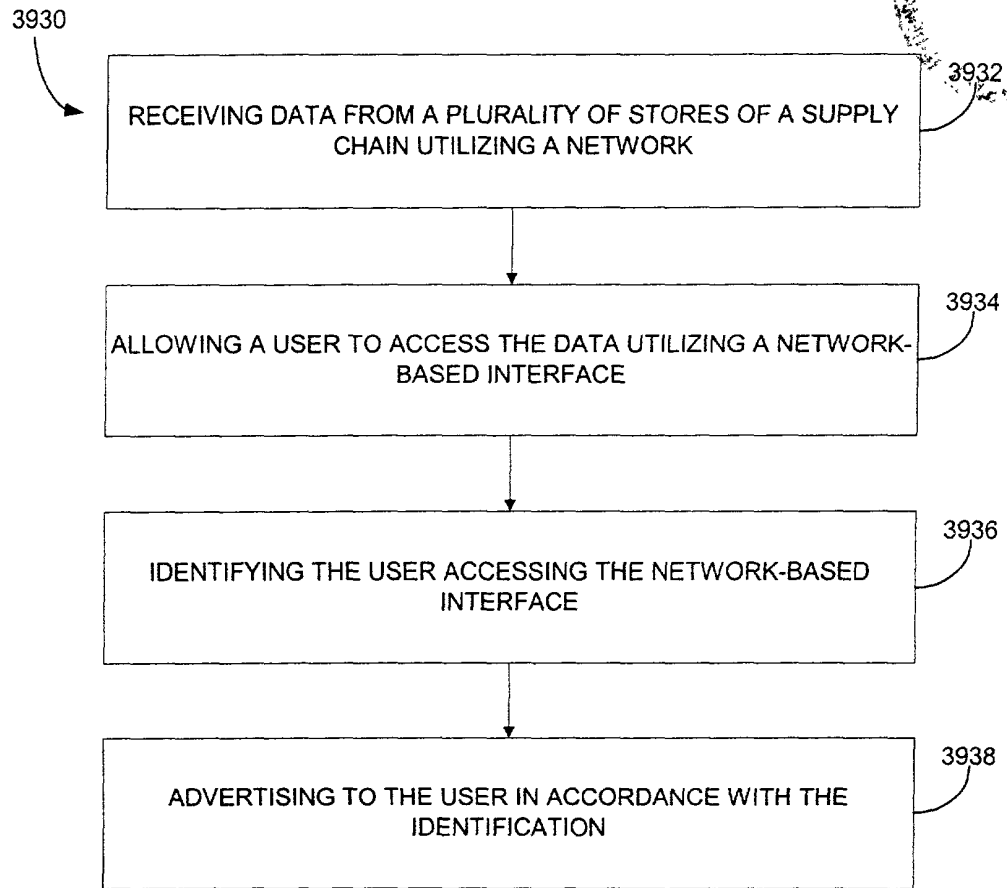 3930
3932
RECEIVING DATA FROM A PLURALITY OF STORES OF A SUPPLY
CHAIN UTILIZING A NETWORK
3934
ALLOWING A USER TO ACCESS THE DATA UTILIZING A NETWORK-
BASED INTERFACE
3936
IDENTIFYING THE USER ACCESSING THE NETWORK-BASED
INTERFACE
3938
ADVERTISING TO THE USER IN ACCORDANCE WITH THE
IDENTIFICATION